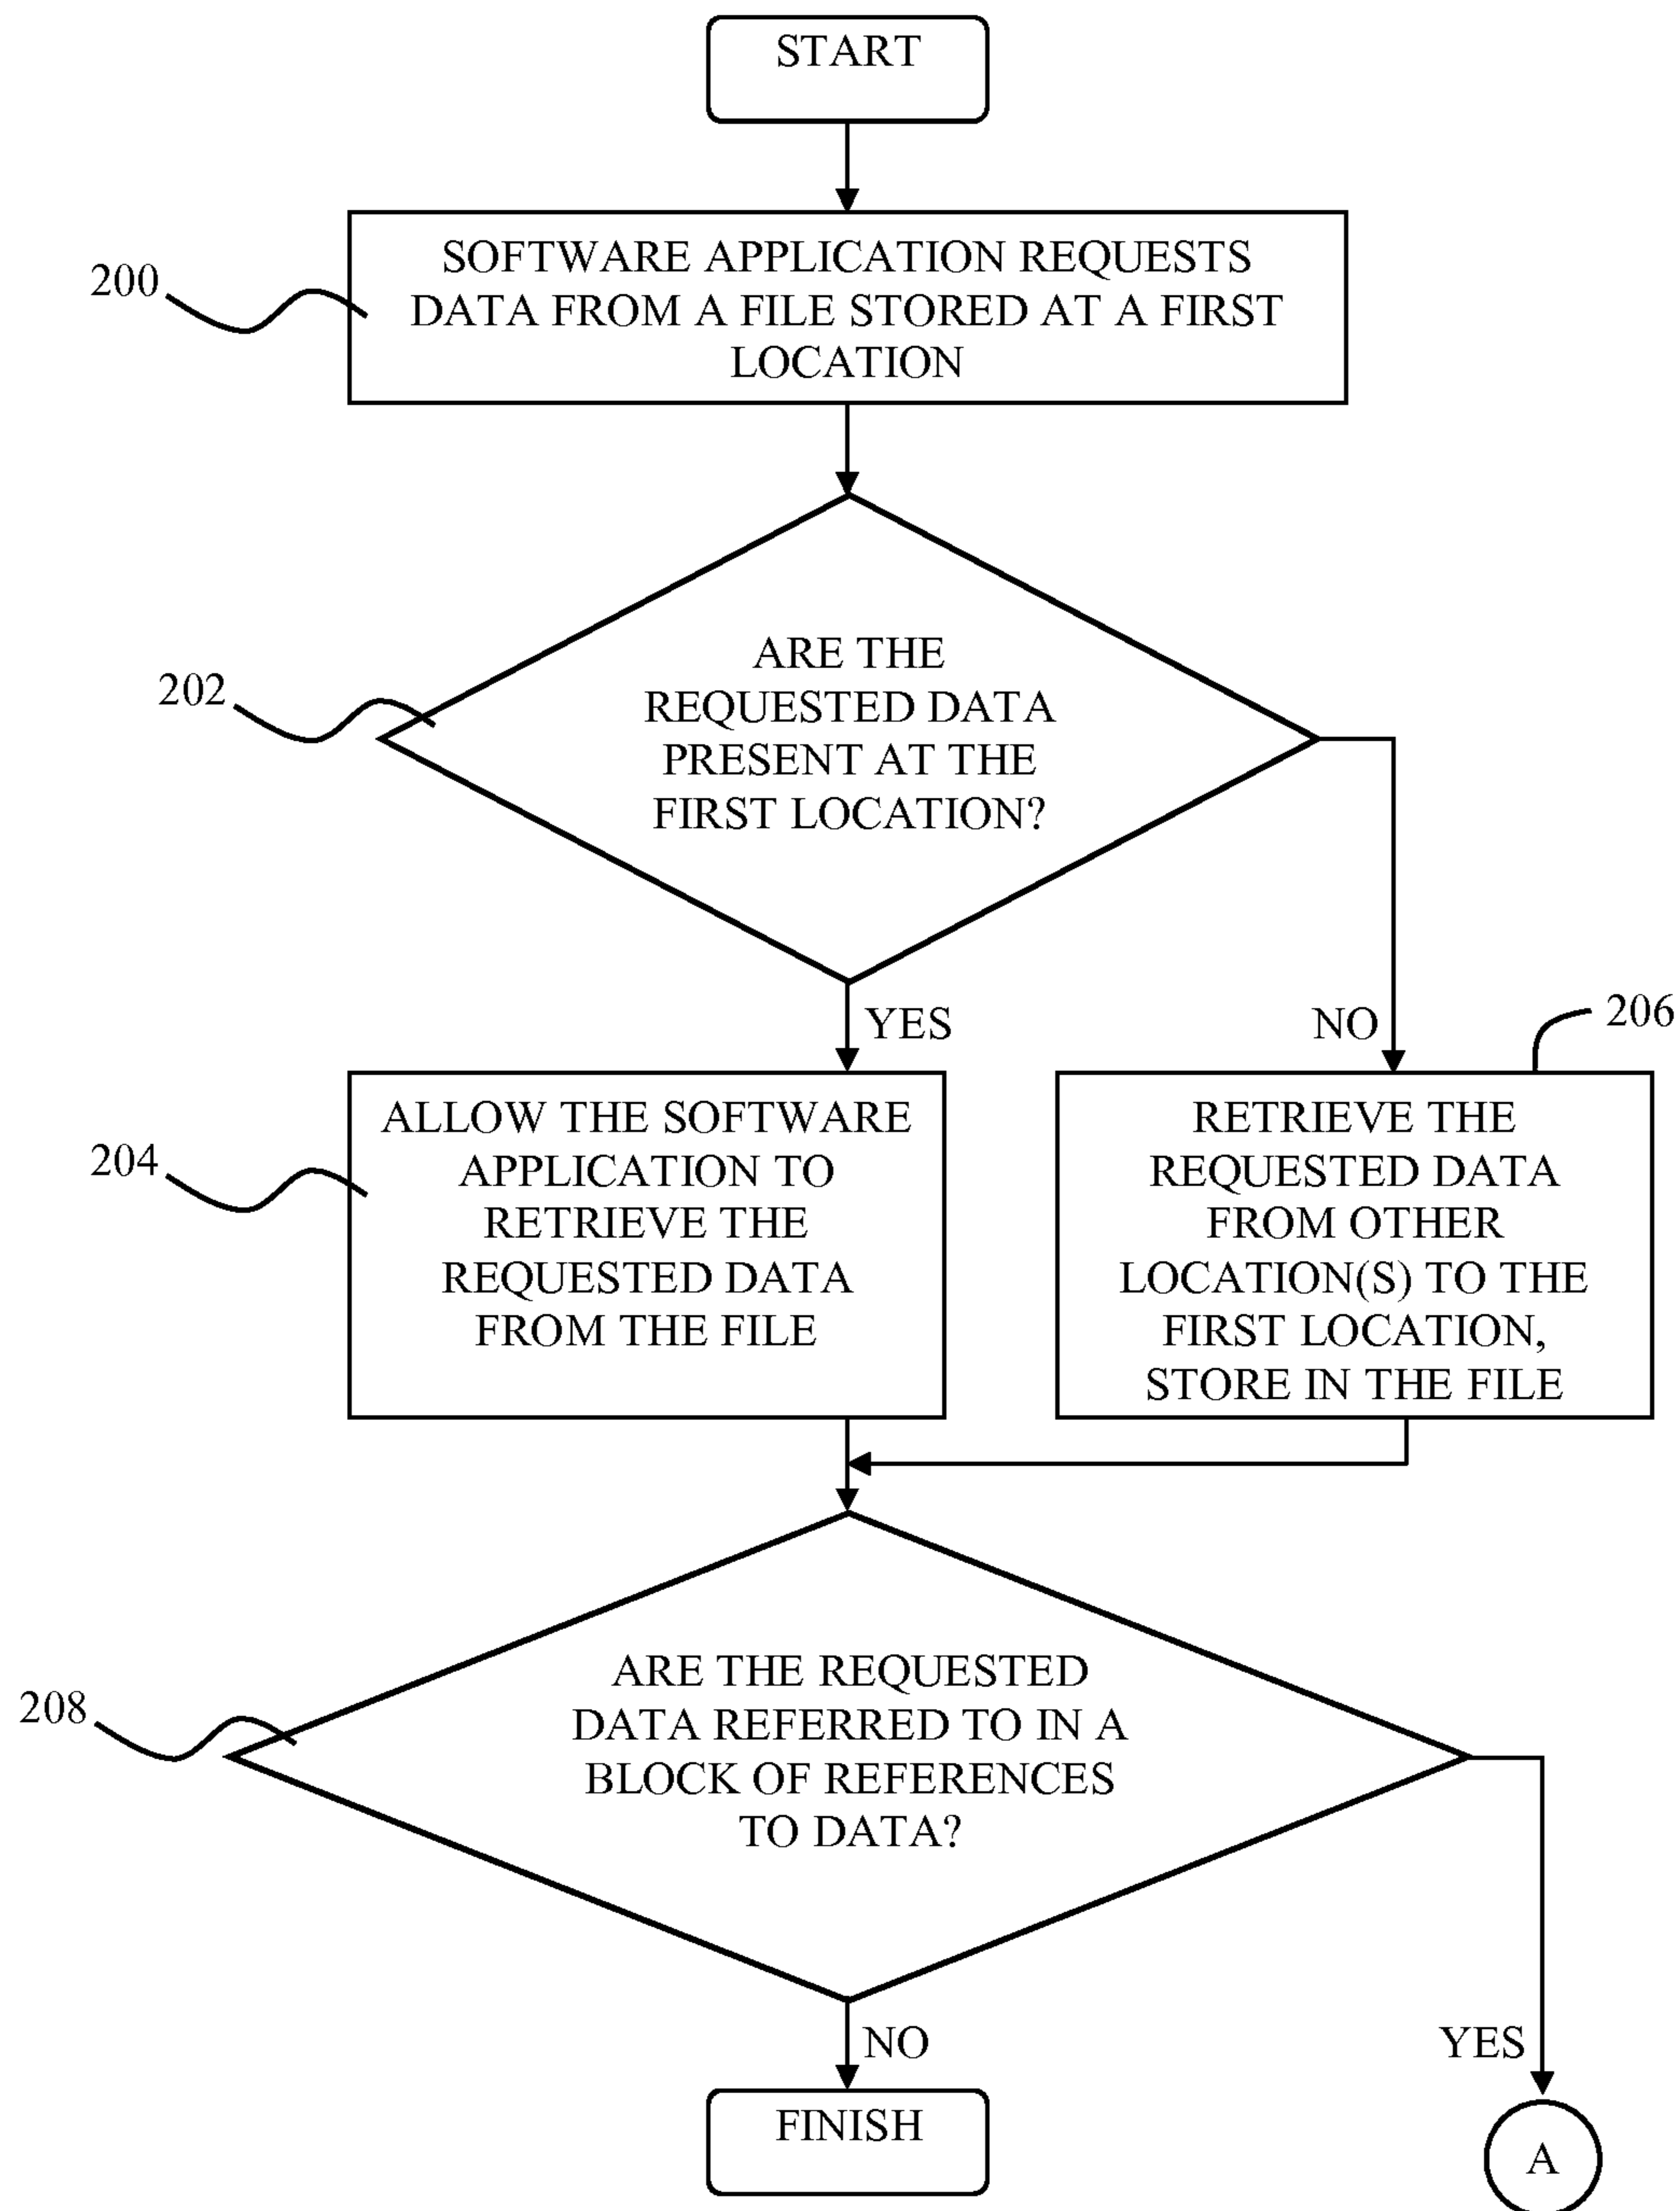 START
200
SOFTWARE APPLICATION REQUESTS
DATA FROM A FILE STORED AT A FIRST
LOCATION
202
ARE THE
REQUESTED DATA
PRESENT AT THE
FIRST LOCATION?
YES
NO
206
204
ALLOW THE SOFTWARE
APPLICATION TO
RETRIEVE THE
REQUESTED DATA
FROM THE FILE
RETRIEVE THE
REQUESTED DATA
FROM OTHER
LOCATION(S) TO THE
FIRST LOCATION,
STORE IN THE FILE
208
ARE THE REQUESTED
DATA REFERRED TO IN A
BLOCK OF REFERENCES
TO DATA?
NO
YES
FINISH
A